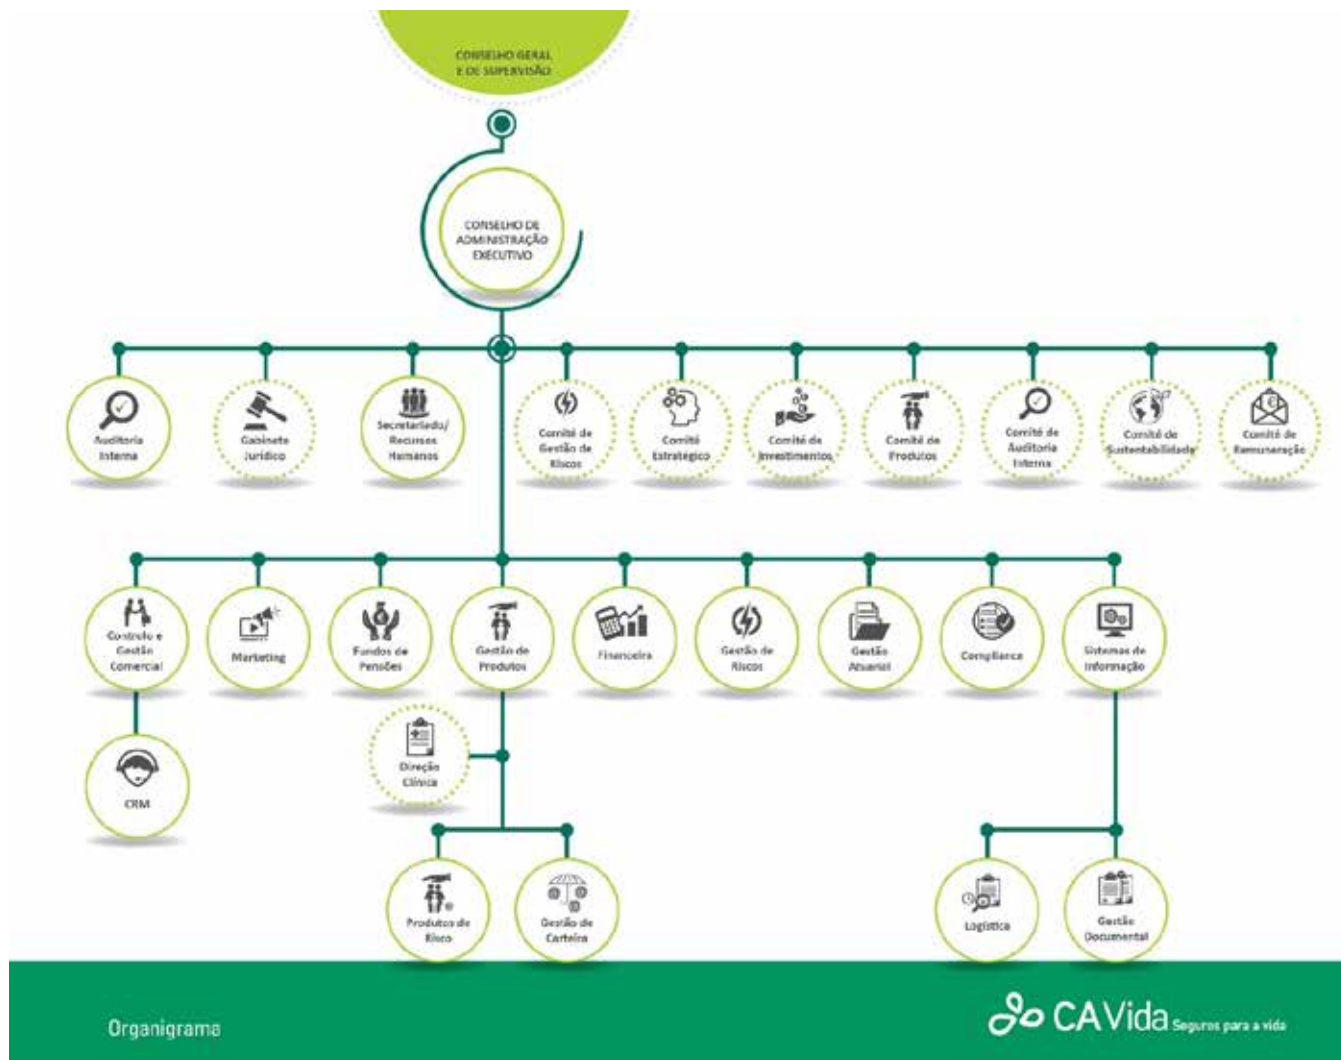 CONSELHO GERAL
E DE SUPERVISÃO
CONSELHO DE
ADMINISTRAÇÃO
EXECUTIVO
Auditoria
Interna
Gabinete
Jurídico
Secretariado/
Recursos
Humanos
Comité de
Gestão de
Riscos
Comité
Estratégico
Comité de
Investimentos
Comité de
Produtos
Comité de
Auditoria
Interna
Comité de
Sustentabilidade
Comité de
Remuneração
Controlo e
Gestão
Comercial
Marketing
Fundos de
Pensões
Gestão de
Produtos
Financeira
Gestão de
Riscos
Gestão
Atuarial
Compliance
Sistemas de
Informação
Direção
Clínica
CRM
Produtos de
Risco
Gestão de
Carteira
Logística
Gestão
Documental
Organigrama
CA Vida Seguros para a vida